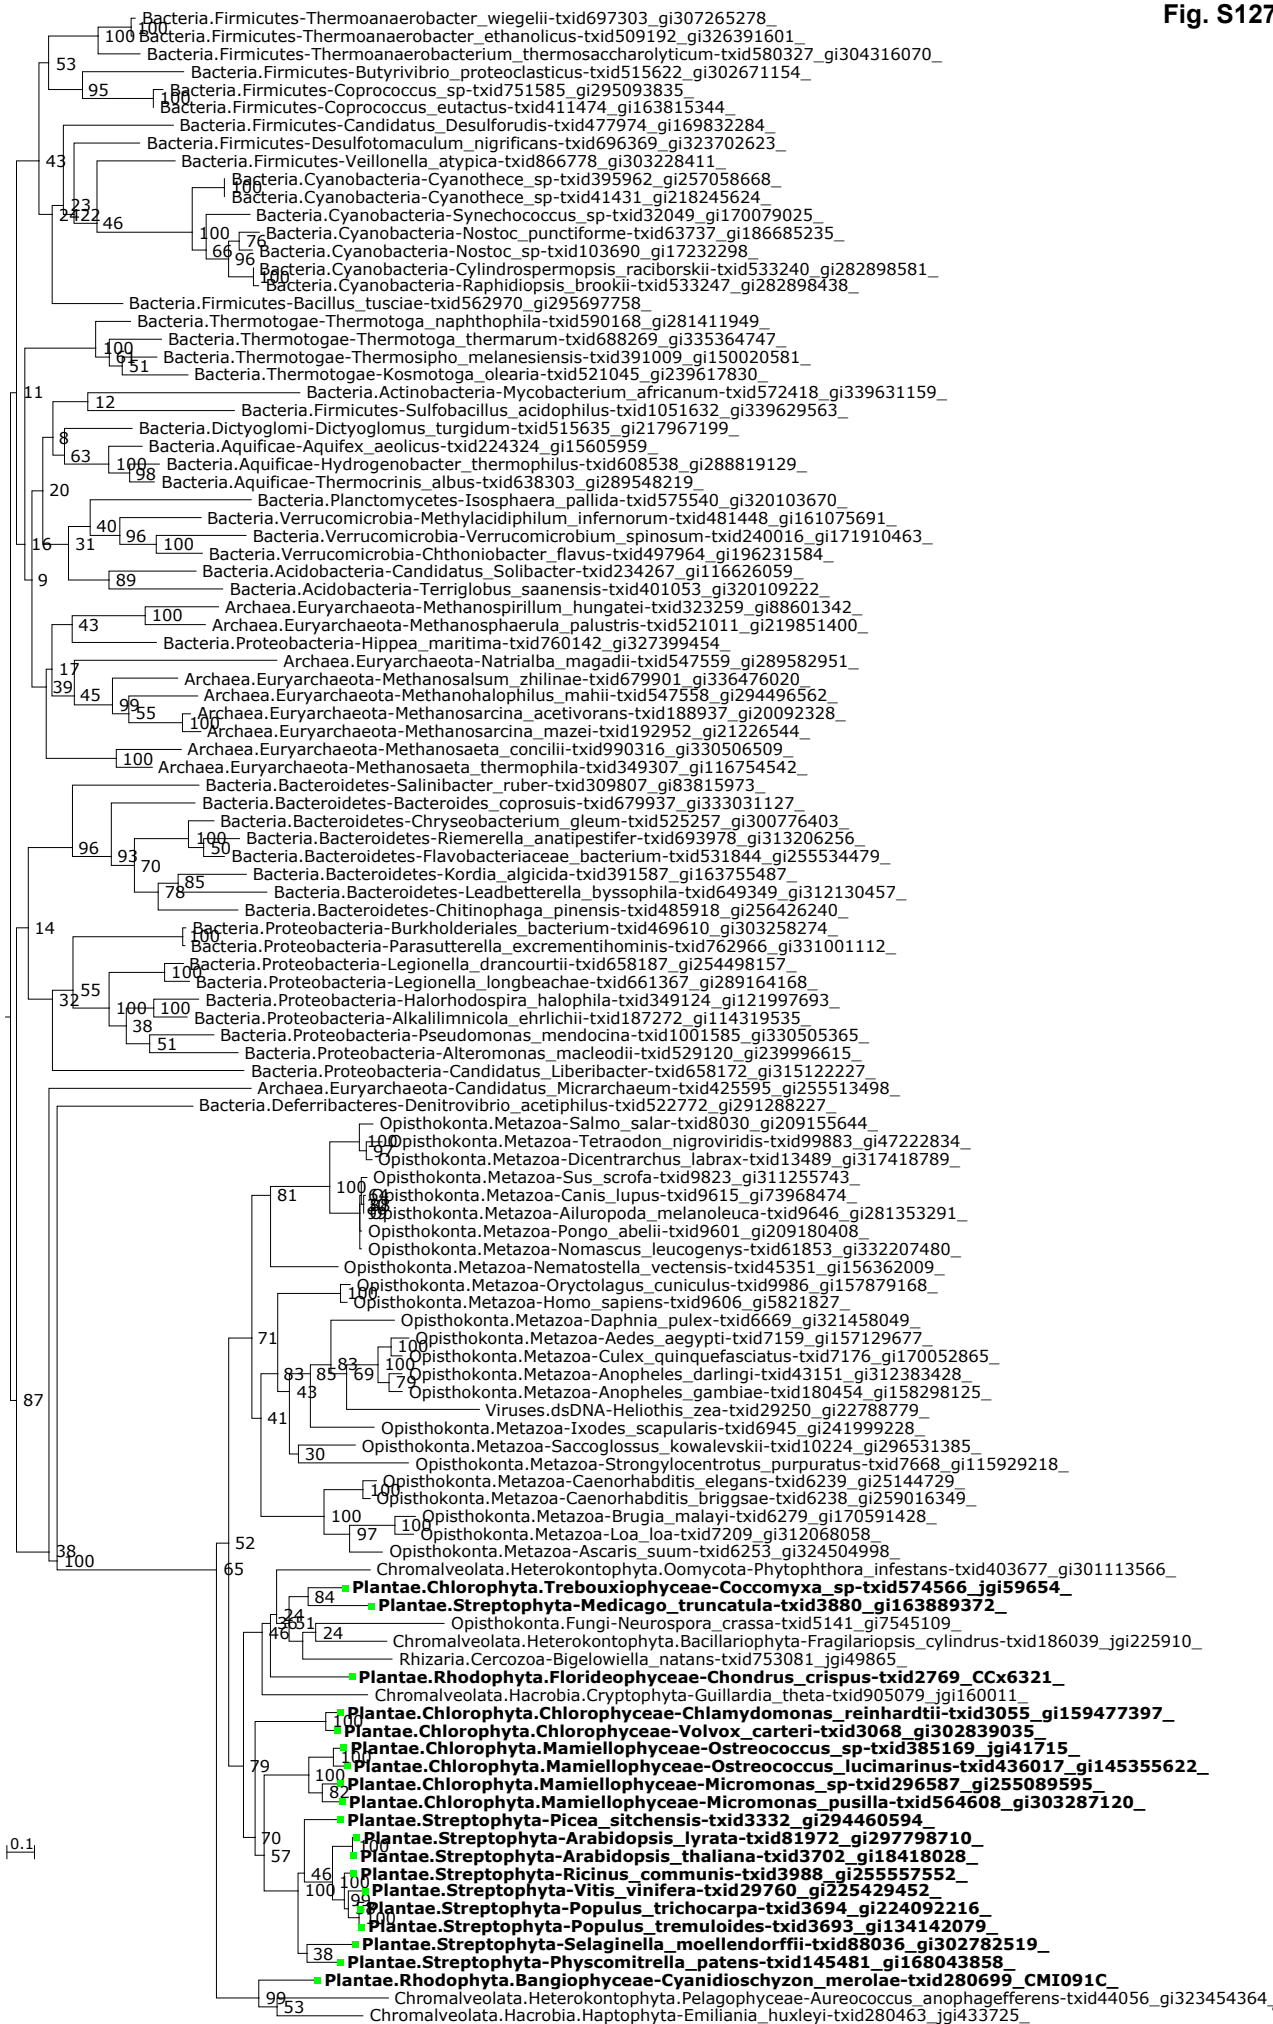 Fig. S127
Bacteria.Firmicutes-Thermoanaerobacter_wiegelii-txid697303_gi307265278_
100
100
Bacteria.Firmicutes-Thermoanaerobacter_ethanolicus-txid509192_gi326391601_
Bacteria.Firmicutes-Thermoanaerobacterium_thermosaccharolyticum-txid580327_gi304316070_
53
Bacteria.Firmicutes-Butyrivibrio_proteoclasticus-txid515622_gi302671154_
95
Bacteria.Firmicutes-Coprococcus_sp-txid751585_gi295093835_
100
Bacteria.Firmicutes-Coprococcus_eutactus-txid411474_gi163815344_
Bacteria.Firmicutes-Candidatus_Desulforudis-txid477974_gi169832284_
Bacteria.Firmicutes-Desulfotomaculum_nigrificans-txid696369_gi323702623_
43
Bacteria.Firmicutes-Veillonella_atypica-txid866778_gi303228411_
Bacteria.Cyanobacteria-Cyanothece_sp-txid395962_gi257058668_
100
Bacteria.Cyanobacteria-Cyanothece_sp-txid41431_gi218245624_
23
24
22
46
Bacteria.Cyanobacteria-Synechococcus_sp-txid32049_gi170079025_
100
Bacteria.Cyanobacteria-Nostoc_punctiforme-txid63737_gi186685235_
76
66
Bacteria.Cyanobacteria-Nostoc_sp-txid103690_gi17232298_
96
Bacteria.Cyanobacteria-Cylindrospermopsis_raciborskii-txid533240_gi282898581_
100
Bacteria.Cyanobacteria-Raphidiopsis_brookii-txid533247_gi282898438_
Bacteria.Firmicutes-Bacillus_tusciae-txid562970_gi295697758_
Bacteria.Thermotogae-Thermotoga_naphthophila-txid590168_gi281411949_
Bacteria.Thermotogae-Thermotoga_thermarum-txid688269_gi335364747_
100
61
Bacteria.Thermotogae-Thermosipho_melanesiensis-txid391009_gi150020581_
51
Bacteria.Thermotogae-Kosmotoga_olearia-txid521045_gi239617830_
11
Bacteria.Actinobacteria-Mycobacterium_africanum-txid572418_gi339631159_
12
Bacteria.Firmicutes-Sulfobacillus_acidophilus-txid1051632_gi339629563_
Bacteria.Dictyoglomi-Dictyoglomus_turgidum-txid515635_gi217967199_
8
Bacteria.Aquificae-Aquifex_aeolicus-txid224324_gi15605959_
63
100
Bacteria.Aquificae-Hydrogenobacter_thermophilus-txid608538_gi288819129_
98
Bacteria.Aquificae-Thermocrinis_albus-txid638303_gi289548219_
20
Bacteria.Planctomycetes-Isosphaera_pallida-txid575540_gi320103670_
Bacteria.Verrucomicrobia-Methylacidiphilum_infernorum-txid481448_gi161075691_
40
96
Bacteria.Verrucomicrobia-Verrucomicrobium_spinosum-txid240016_gi171910463_
16
31
100
Bacteria.Verrucomicrobia-Chthoniobacter_flavus-txid497964_gi196231584_
Bacteria.Acidobacteria-Candidatus_Solibacter-txid234267_gi116626059_
9
89
Bacteria.Acidobacteria-Terriglobus_saanensis-txid401053_gi320109222_
Archaea.Euryarchaeota-Methanospirillum_hungatei-txid323259_gi88601342_
100
43
Archaea.Euryarchaeota-Methanosphaerula_palustris-txid521011_gi219851400_
Bacteria.Proteobacteria-Hippea_maritima-txid760142_gi327399454_
Archaea.Euryarchaeota-Natrialba_magadii-txid547559_gi289582951_
17
Archaea.Euryarchaeota-Methanosalsum_zhilinae-txid679901_gi336476020_
39
45
Archaea.Euryarchaeota-Methanohalophilus_mahii-txid547558_gi294496562_
99
55
Archaea.Euryarchaeota-Methanosarcina_acetivorans-txid188937_gi20092328_
100
Archaea.Euryarchaeota-Methanosarcina_mazei-txid192952_gi21226544_
Archaea.Euryarchaeota-Methanosaeta_concilii-txid990316_gi330506509_
100
Archaea.Euryarchaeota-Methanosaeta_thermophila-txid349307_gi116754542_
Bacteria.Bacteroidetes-Salinibacter_ruber-txid309807_gi83815973_
Bacteria.Bacteroidetes-Bacteroides_coprosuis-txid679937_gi333031127_
Bacteria.Bacteroidetes-Chryseobacterium_gleum-txid525257_gi300776403_
100
Bacteria.Bacteroidetes-Riemerella_anatipestifer-txid693978_gi313206256_
96
93
50
Bacteria.Bacteroidetes-Flavobacteriaceae_bacterium-txid531844_gi255534479_
70
Bacteria.Bacteroidetes-Kordia_algicida-txid391587_gi163755487_
85
78
Bacteria.Bacteroidetes-Leadbetterella_byssophila-txid649349_gi312130457_
Bacteria.Bacteroidetes-Chitinophaga_pinensis-txid485918_gi256426240_
14
Bacteria.Proteobacteria-Burkholderiales_bacterium-txid469610_gi303258274_
100
Bacteria.Proteobacteria-Parasutterella_excrementihominis-txid762966_gi331001112_
Bacteria.Proteobacteria-Legionella_drancourtii-txid658187_gi254498157_
100
Bacteria.Proteobacteria-Legionella_longbeachae-txid661367_gi289164168_
55
32
Bacteria.Proteobacteria-Halorhodospira_halophila-txid349124_gi121997693_
100
100
Bacteria.Proteobacteria-Alkalilimnicola_ehrlichii-txid187272_gi114319535_
38
Bacteria.Proteobacteria-Pseudomonas_mendocina-txid1001585_gi330505365_
51
Bacteria.Proteobacteria-Alteromonas_macleodii-txid529120_gi239996615_
Bacteria.Proteobacteria-Candidatus_Liberibacter-txid658172_gi315122227_
Archaea.Euryarchaeota-Candidatus_Micrarchaeum-txid425595_gi255513498_
Bacteria.Deferribacteres-Denitrovibrio_acetiphilus-txid522772_gi291288227_
Opisthokonta.Metazoa-Salmo_salar-txid8030_gi209155644_
100
Opisthokonta.Metazoa-Tetraodon_nigroviridis-txid99883_gi47222834_
97
Opisthokonta.Metazoa-Dicentrarchus_labrax-txid13489_gi317418789_
Opisthokonta.Metazoa-Sus_scrofa-txid9823_gi311255743_
81
100
Opisthokonta.Metazoa-Canis_lupus-txid9615_gi73968474_
Opisthokonta.Metazoa-Ailuropoda_melanoleuca-txid9646_gi281353291_
Opisthokonta.Metazoa-Pongo_abelii-txid9601_gi209180408_
Opisthokonta.Metazoa-Nomascus_leucogenys-txid61853_gi332207480_
Opisthokonta.Metazoa-Nematostella_vectensis-txid45351_gi156362009_
Opisthokonta.Metazoa-Oryctolagus_cuniculus-txid9986_gi157879168_
100
Opisthokonta.Metazoa-Homo_sapiens-txid9606_gi5821827_
Opisthokonta.Metazoa-Daphnia_pulex-txid6669_gi321458049_
71
Opisthokonta.Metazoa-Aedes_aegypti-txid7159_gi157129677_
100
Opisthokonta.Metazoa-Culex_quinquefasciatus-txid7176_gi170052865_
83
85
83
69
100
Opisthokonta.Metazoa-Anopheles_darlingi-txid43151_gi312383428_
79
43
Opisthokonta.Metazoa-Anopheles_gambiae-txid180454_gi158298125_
87
Viruses.dsDNA-Heliothis_zea-txid29250_gi22788779_
41
Opisthokonta.Metazoa-Ixodes_scapularis-txid6945_gi241999228_
Opisthokonta.Metazoa-Saccoglossus_kowalevskii-txid10224_gi296531385_
30
Opisthokonta.Metazoa-Strongylocentrotus_purpuratus-txid7668_gi115929218_
Opisthokonta.Metazoa-Caenorhabditis_elegans-txid6239_gi25144729_
100
Opisthokonta.Metazoa-Caenorhabditis_briggsae-txid6238_gi259016349_
100
Opisthokonta.Metazoa-Brugia_malayi-txid6279_gi170591428_
100
97
Opisthokonta.Metazoa-Loa_loa-txid7209_gi312068058_
52
38
Opisthokonta.Metazoa-Ascaris_suum-txid6253_gi324504998_
100
65
Chromalveolata.Heterokontophyta.Oomycota-Phytophthora_infestans-txid403677_gi301113566_
Plantae.Chlorophyta.Trebouxiophyceae-Coccomyxa_sp-txid574566_jgi59654_
84
Plantae.Streptophyta-Medicago_truncatula-txid3880_gi163889372_
24
36
51
Opisthokonta.Fungi-Neurospora_crassa-txid5141_gi7545109_
46
24
Chromalveolata.Heterokontophyta.Bacillariophyta-Fragilariopsis_cylindrus-txid186039_jgi225910_
Rhizaria.Cercozoa-Bigelowiella_natans-txid753081_jgi49865_
Plantae.Rhodophyta.Florideophyceae-Chondrus_crispus-txid2769_CCx6321_
Chromalveolata.Hacrobia.Cryptophyta-Guillardia_theta-txid905079_jgi160011_
Plantae.Chlorophyta.Chlorophyceae-Chlamydomonas_reinhardtii-txid3055_gi159477397_
100
Plantae.Chlorophyta.Chlorophyceae-Volvox_carteri-txid3068_gi302839035_
Plantae.Chlorophyta.Mamiellophyceae-Ostreococcus_sp-txid385169_jgi41715_
100
79
Plantae.Chlorophyta.Mamiellophyceae-Ostreococcus_lucimarinus-txid436017_gi145355622_
100
Plantae.Chlorophyta.Mamiellophyceae-Micromonas_sp-txid296587_gi255089595_
82
Plantae.Chlorophyta.Mamiellophyceae-Micromonas_pusilla-txid564608_gi303287120_
Plantae.Streptophyta-Picea_sitchensis-txid3332_gi294460594_
70
Plantae.Streptophyta-Arabidopsis_lyrata-txid81972_gi297798710_
0.1
100
57
Plantae.Streptophyta-Arabidopsis_thaliana-txid3702_gi18418028_
46
Plantae.Streptophyta-Ricinus_communis-txid3988_gi255557552_
100
100
Plantae.Streptophyta-Vitis_vinifera-txid29760_gi225429452_
Plantae.Streptophyta-Populus_trichocarpa-txid3694_gi224092216_
100
Plantae.Streptophyta-Populus_tremuloides-txid3693_gi134142079_
Plantae.Streptophyta-Selaginella_moellendorffii-txid88036_gi302782519_
38
Plantae.Streptophyta-Physcomitrella_patens-txid145481_gi168043858_
Plantae.Rhodophyta.Bangiophyceae-Cyanidioschyzon_merolae-txid280699_CMI091C_
99
Chromalveolata.Heterokontophyta.Pelagophyceae-Aureococcus_anophagefferens-txid44056_gi323454364_
53
Chromalveolata.Hacrobia.Haptophyta-Emiliania_huxleyi-txid280463_jgi433725_